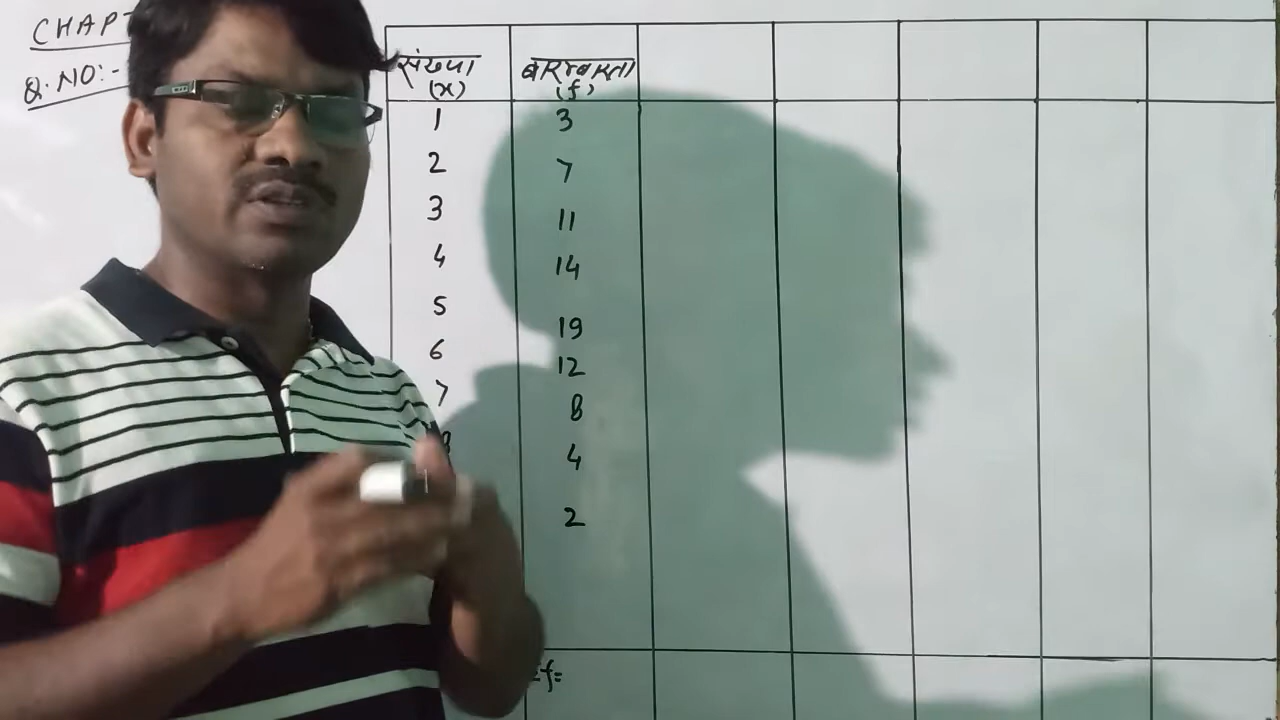 CHAPT
Q. NO:-
संख्या बारम्बारता
(x) (f)
1 3
2 7
3 11
4 14
5 19
6 12
7 8
8 4
2
f=